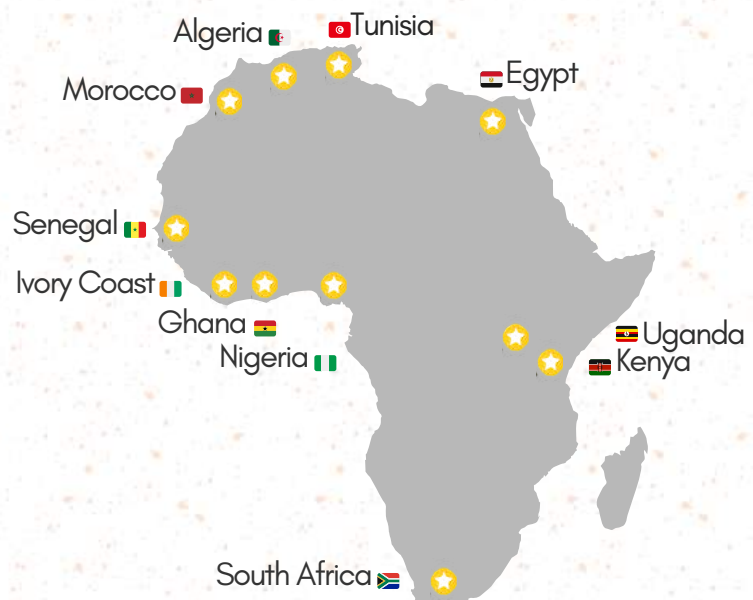 Tunisia
Algeria
Egypt
Morocco
Senegal
Ivory Coast
Ghana
Nigeria
Uganda
Kenya
South Africa